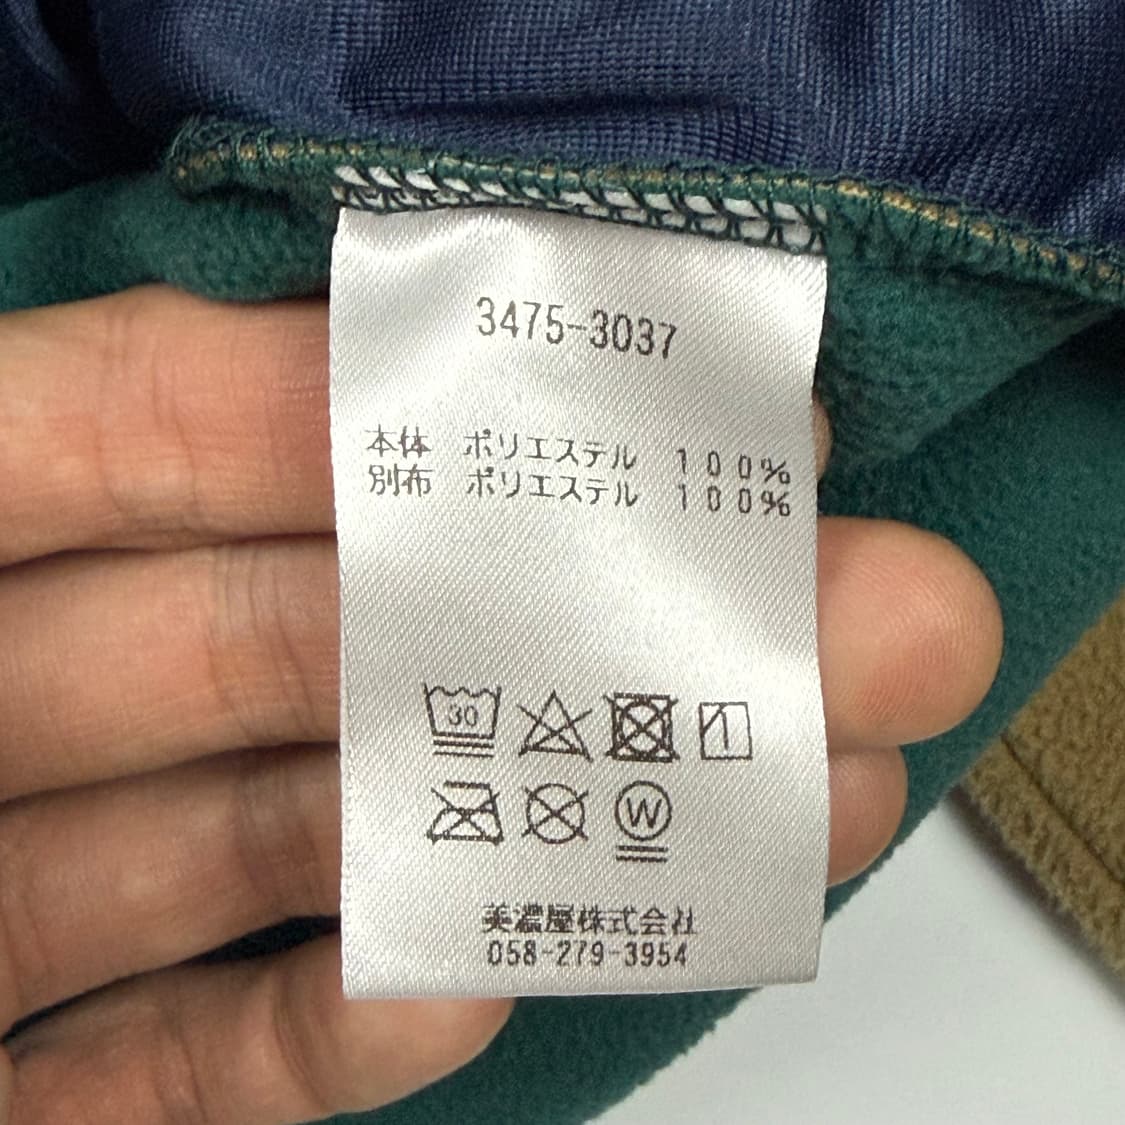 3475-3037
本体 ポリエステル 100%
別布 ポリエステル 100%
30
W
美濃屋株式会社
058-279-3954